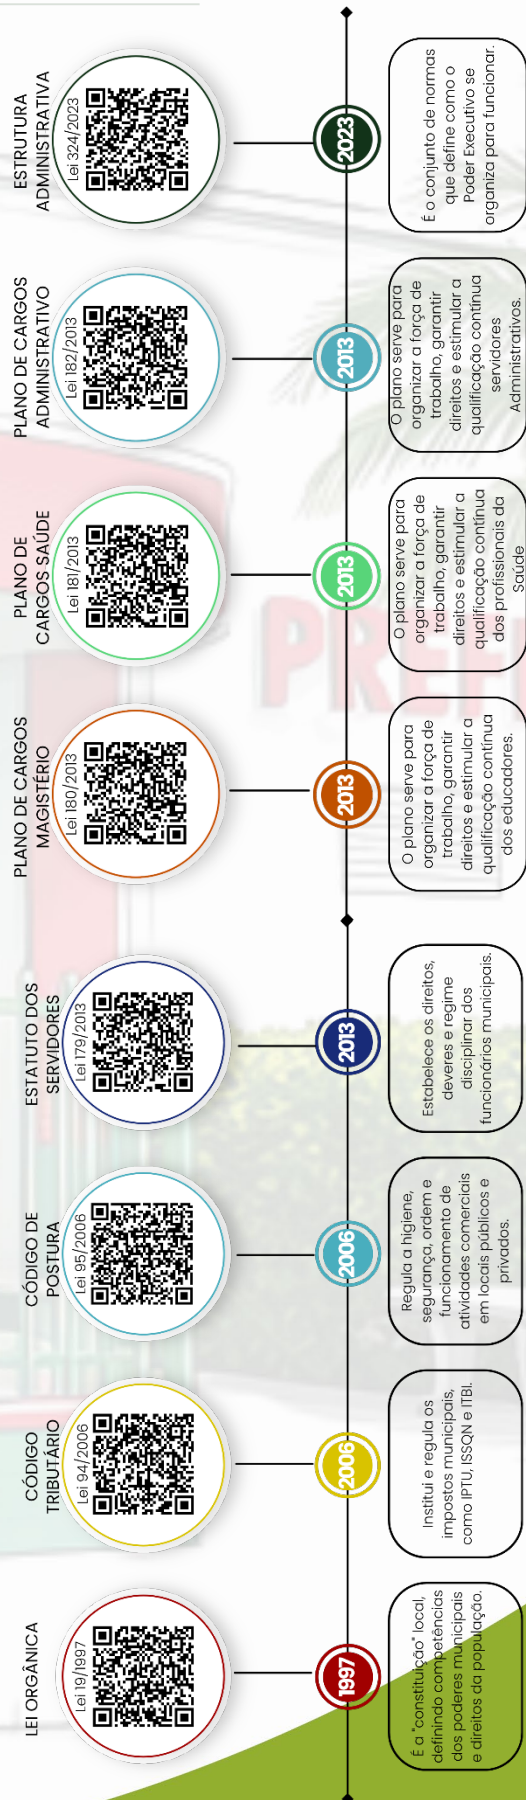 LEI ORGÂNICA
Lei 19/1997
1997
É a "constituição" local,
definindo competências
dos poderes municipais
e direitos da população.
CÓDIGO
TRIBUTÁRIO
Lei 94/2006
2006
Institui e regula os
impostos municipais,
como IPTU, ISSQN e ITBI.
CÓDIGO DE
POSTURA
Lei 95/2006
2006
Regula a higiene,
segurança, ordem e
funcionamento de
atividades comerciais
em locais públicos e
privados.
ESTATUTO DOS
SERVIDORES
Lei 179/2013
2013
Estabelece os direitos,
deveres e regime
disciplinar dos
funcionários municipais.
PLANO DE CARGOS
MAGISTÉRIO
Lei 180/2013
2013
O plano serve para
organizar a força de
trabalho, garantir
direitos e estimular a
qualificação contínua
dos educadores.
PLANO DE
CARGOS SAÚDE
Lei 181/2013
2013
O plano serve para
organizar a força de
trabalho, garantir
direitos e estimular a
qualificação contínua
dos profissionais da
Saúde
PLANO DE CARGOS
ADMINISTRATIVO
Lei 182/2013
2013
O plano serve para
organizar a força de
trabalho, garantir
direitos e estimular a
qualificação contínua
servidores
Administrativos.
ESTRUTURA
ADMINISTRATIVA
Lei 324/2023
2023
É o conjunto de normas
que define como o
Poder Executivo se
organiza para funcionar.
PREF